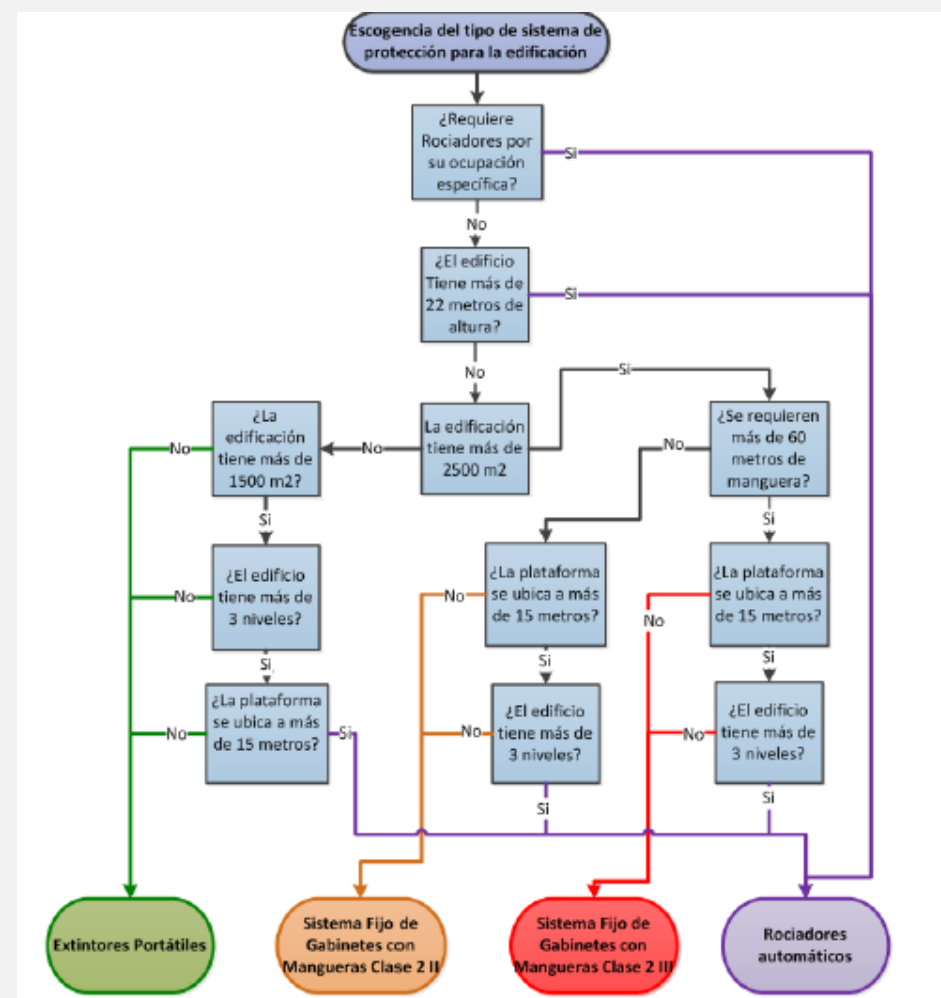 Escogencia del tipo de sistema de
protección para la edificación
¿Requiere
Rociadores por
su ocupación
específica?
Si
No
¿El edificio
Tiene más de
22 metros de
altura?
Si
No
Si
¿La
edificación
tiene más de
1500 m2?
No
La edificación
tiene más de
2500 m2
No
¿Se requieren
más de 60
metros de
manguera?
No
Si
Si
¿El edificio
tiene más de
3 niveles?
No
¿La plataforma
se ubica a más
de 15 metros?
No
¿La plataforma
se ubica a más
de 15 metros?
No
Si
Si
Si
¿La plataforma
se ubica a más
de 15 metros?
No
Si
¿El edificio
tiene más de
3 niveles?
No
¿El edificio
tiene más de
3 niveles?
No
Si
Si
Extintores Portátiles
Sistema Fijo de
Gabinetes con
Mangueras Clase 2 II
Sistema Fijo de
Gabinetes con
Mangueras Clase 2 III
Rociadores
automáticos